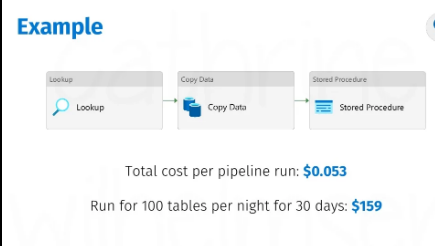 Example
Lookup
Copy Data
Stored Procedure
Lookup
Copy Data
Stored Procedure
Total cost per pipeline run: $0.053
Run for 100 tables per night for 30 days: $159